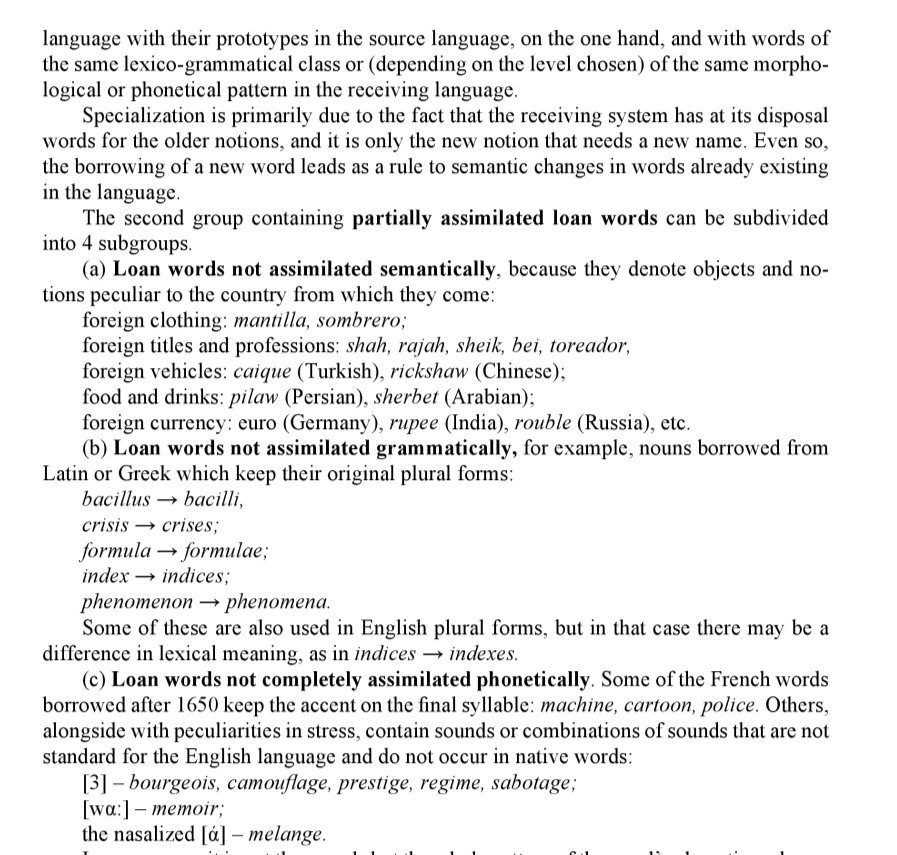 language with their prototypes in the source language, on the one hand, and with words of
the same lexico-grammatical class or (depending on the level chosen) of the same morpho-
logical or phonetical pattern in the receiving language.
Specialization is primarily due to the fact that the receiving system has at its disposal
words for the older notions, and it is only the new notion that needs a new name. Even so,
the borrowing of a new word leads as a rule to semantic changes in words already existing
in the language.
The second group containing partially assimilated loan words can be subdivided
into 4 subgroups.
(a) Loan words not assimilated semantically, because they denote objects and no-
tions peculiar to the country from which they come:
foreign clothing: mantilla, sombrero;
foreign titles and professions: shah, rajah, sheik, bei, toreador,
foreign vehicles: caique (Turkish), rickshaw (Chinese);
food and drinks: pilaw (Persian), sherbet (Arabian);
foreign currency: euro (Germany), rupee (India), rouble (Russia), etc.
(b) Loan words not assimilated grammatically, for example, nouns borrowed from
Latin or Greek which keep their original plural forms:
bacillus → bacilli,
crisis → crises;
formula → formulae;
index → indices;
phenomenon → phenomena.
Some of these are also used in English plural forms, but in that case there may be a
difference in lexical meaning, as in indices → indexes.
(c) Loan words not completely assimilated phonetically. Some of the French words
borrowed after 1650 keep the accent on the final syllable: machine, cartoon, police. Others,
alongside with peculiarities in stress, contain sounds or combinations of sounds that are not
standard for the English language and do not occur in native words:
[3] – bourgeois, camouflage, prestige, regime, sabotage;
[wɑ:] – memoir;
the nasalized [ά] – melange.